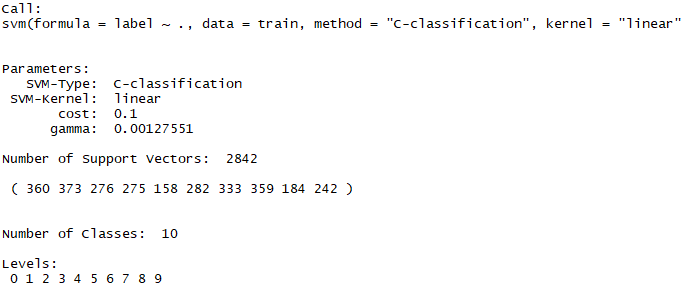 Call:
svm(formula = label ~ ., data = train, method = "C-classification", kernel = "linear"
Parameters:
SVM-Type: C-classification
SVM-Kernel: linear
cost: 0.1
gamma: 0.00127551
Number of Support Vectors: 2842
( 360 373 276 275 158 282 333 359 184 242 )
Number of Classes: 10
Levels:
0 1 2 3 4 5 6 7 8 9